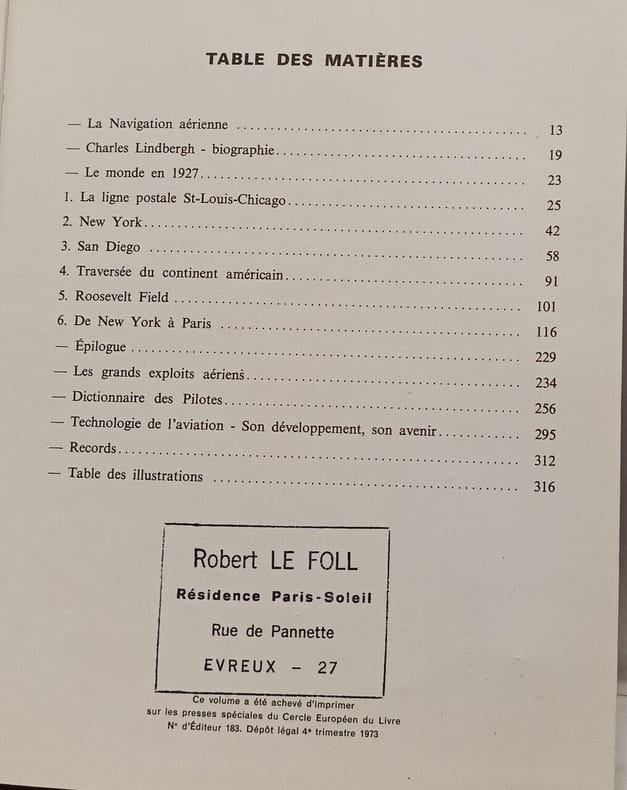 TABLE DES MATIÈRES
— La Navigation aérienne ........................................ 13
— Charles Lindbergh - biographie........................................ 19
— Le monde en 1927........................................ 23
1. La ligne postale St-Louis-Chicago........................................ 25
2. New York........................................ 42
3. San Diego ........................................ 58
4. Traversée du continent américain........................................ 91
5. Roosevelt Field ........................................ 101
6. De New York à Paris ........................................ 116
— Épilogue ........................................ 229
— Les grands exploits aériens........................................ 234
— Dictionnaire des Pilotes........................................ 256
— Technologie de l'aviation - Son développement, son avenir............ 295
— Records........................................ 312
— Table des illustrations ........................................ 316
Robert LE FOLL
Résidence Paris-Soleil
Rue de Pannette
EVREUX – 27
Ce volume a été achevé d'imprimer
sur les presses spéciales du Cercle Européen du Livre
N° d'Éditeur 183. Dépôt légal 4e trimestre 1973